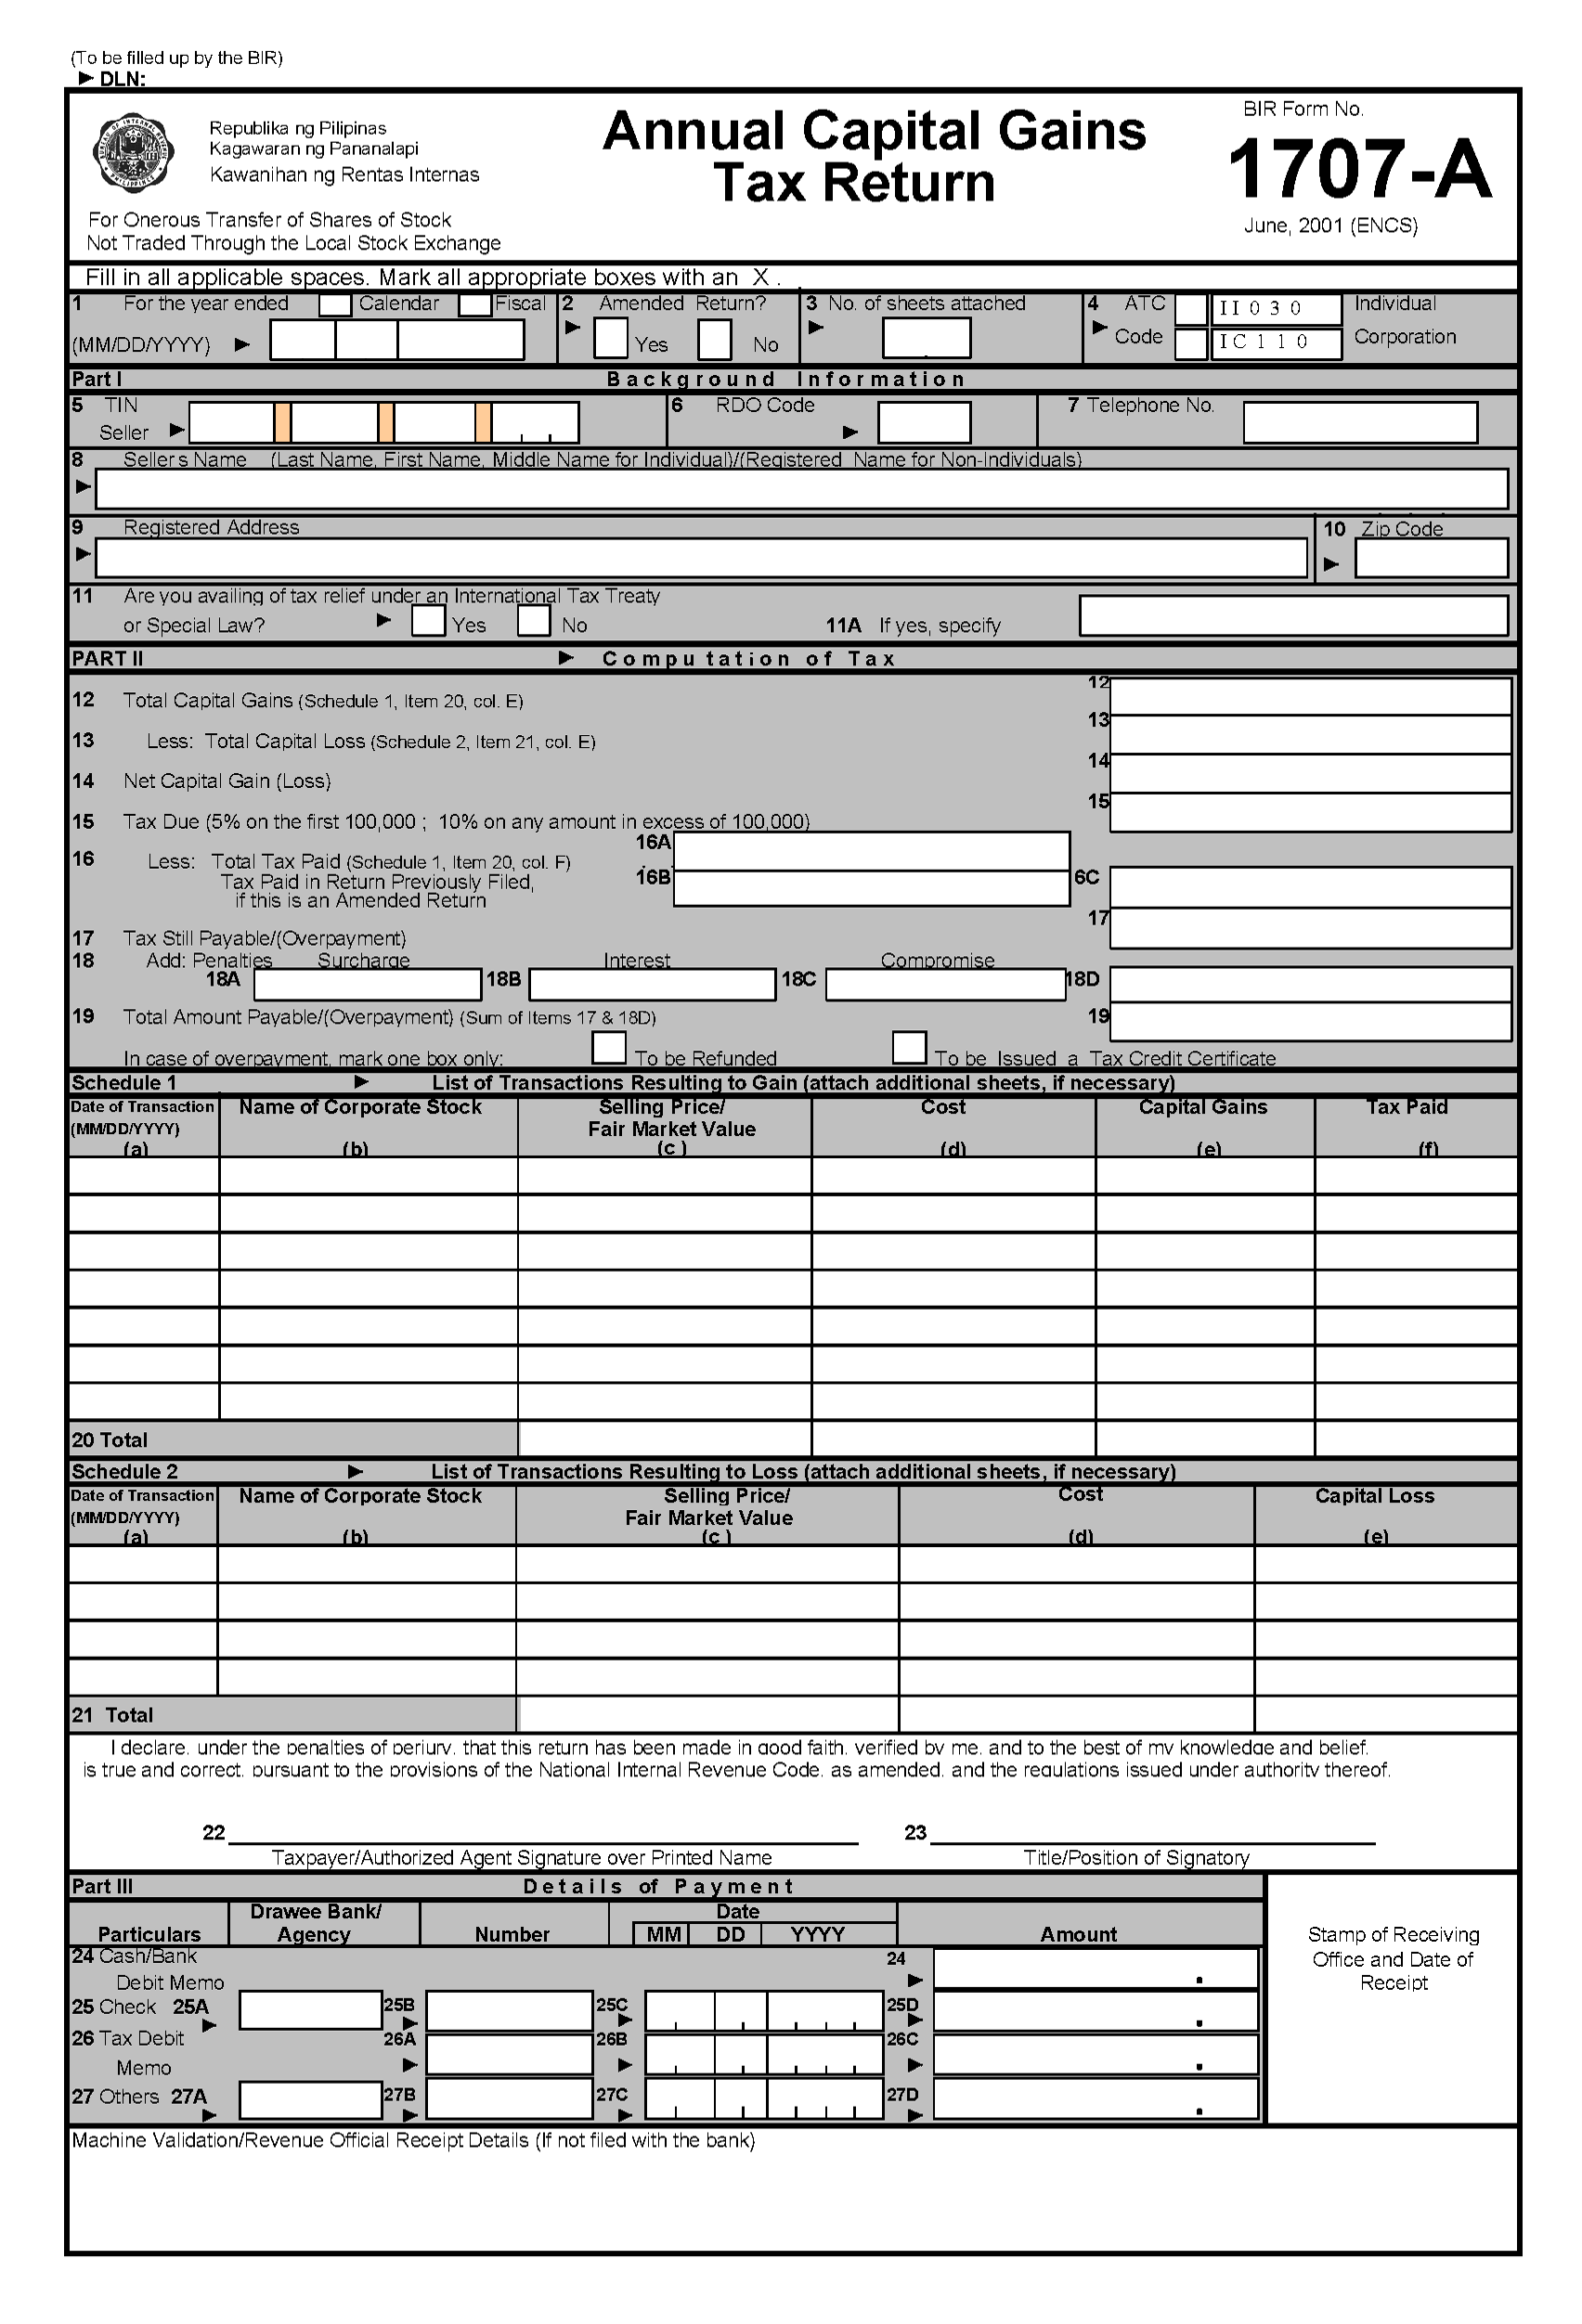 (To be filled up by the BIR)
DLN:
Republika ng Pilipinas
Kagawaran ng Pananalapi
Kawanihan ng Rentas Internas
For Onerous Transfer of Shares of Stock
Not Traded Through the Local Stock Exchange
Annual Capital Gains
Tax Return
BIR Form No.
1707-A
June, 2001 (ENCS)
Fill in all applicable spaces. Mark all appropriate boxes with an X .
1 For the year ended Calendar Fiscal
(MM/DD/YYYY)
2 Amended Return?
Yes No
3 No. of sheets attached
4 ATC II 0 3 0 Individual
Code IC 1 1 0 Corporation
Part I Background Information
5 TIN
Seller
6 RDO Code
7 Telephone No.
8 Sellers Name (Last Name, First Name, Middle Name for Individual)/(Registered Name for Non-Individuals)
9 Registered Address
10 Zip Code
11 Are you availing of tax relief under an International Tax Treaty
or Special Law? Yes No 11A If yes, specify
PART II Computation of Tax
12 Total Capital Gains (Schedule 1, Item 20, col. E) 12
13 Less: Total Capital Loss (Schedule 2, Item 21, col. E) 13
14 Net Capital Gain (Loss) 14
15 Tax Due (5% on the first 100,000 ; 10% on any amount in excess of 100,000) 15
16 Less: Total Tax Paid (Schedule 1, Item 20, col. F) 16A
Tax Paid in Return Previously Filed, 16B 6C
if this is an Amended Return
17 Tax Still Payable/(Overpayment) 17
18 Add: Penalties Surcharge Interest Compromise
18A 18B 18C 18D
19 Total Amount Payable/(Overpayment) (Sum of Items 17 & 18D) 19
In case of overpayment, mark one box only: To be Refunded To be Issued a Tax Credit Certificate
Schedule 1 List of Transactions Resulting to Gain (attach additional sheets, if necessary)
Date of Transaction Name of Corporate Stock Selling Price/ Cost Capital Gains Tax Paid
(MM/DD/YYYY) Fair Market Value
(a) (b) (c ) (d) (e) (f)
20 Total
Schedule 2 List of Transactions Resulting to Loss (attach additional sheets, if necessary)
Date of Transaction Name of Corporate Stock Selling Price/ Cost Capital Loss
(MM/DD/YYYY) Fair Market Value
(a) (b) (c ) (d) (e)
21 Total
I declare, under the penalties of perjury, that this return has been made in good faith, verified by me, and to the best of my knowledge and belief,
is true and correct, pursuant to the provisions of the National Internal Revenue Code, as amended, and the regulations issued under authority thereof.
22 23
Taxpayer/Authorized Agent Signature over Printed Name Title/Position of Signatory
Part III Details of Payment
Drawee Bank/ Date
Particulars Agency Number MM DD YYYY Amount
Stamp of Receiving
Office and Date of
Receipt
24 Cash/Bank 24
Debit Memo
25 Check 25A 25B 25C 25D
26 Tax Debit 26A 26B 26C
Memo
27 Others 27A 27B 27C 27D
Machine Validation/Revenue Official Receipt Details (If not filed with the bank)